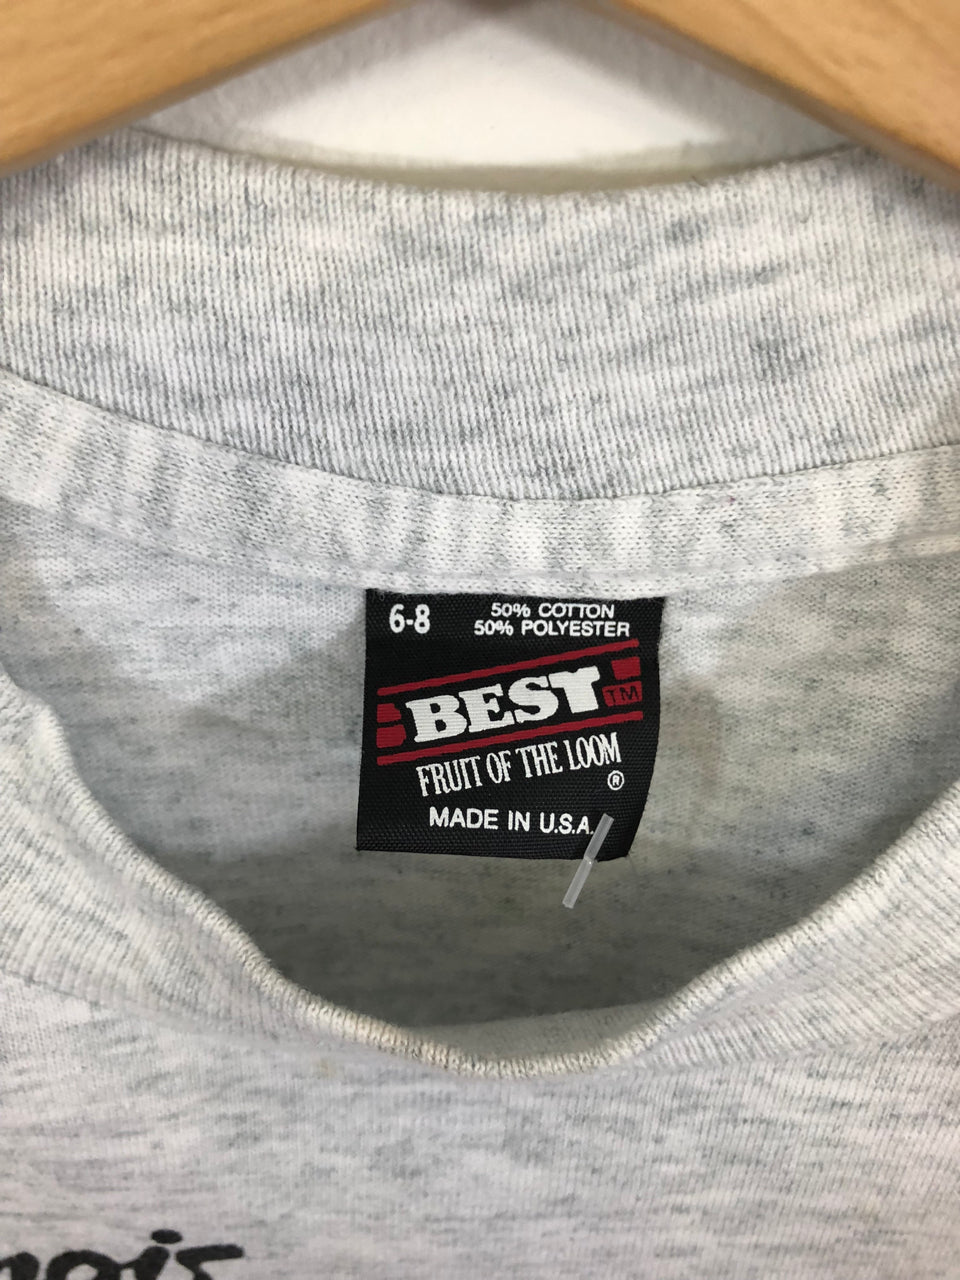 6-8
50% COTTON
50% POLYESTER
BEST TM
FRUIT OF THE LOOM
®
MADE IN U.S.A.